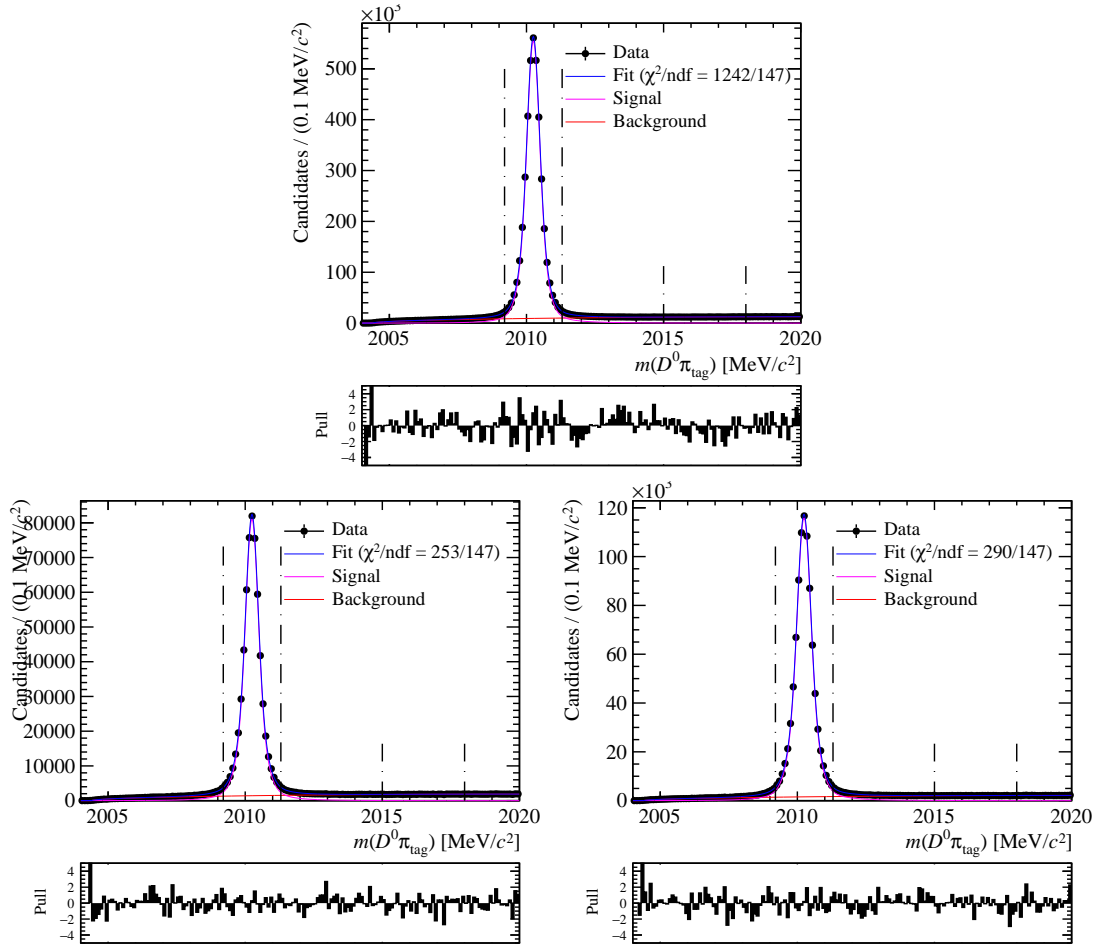 ×10³
Candidates / (0.1 MeV/c²)
500
400
300
200
100
0
Data
Fit (χ²/ndf = 1242/147)
Signal
Background
2005 2010 2015 2020
m(D⁰π_tag) [MeV/c²]
Pull
4
2
0
−2
−4
Candidates / (0.1 MeV/c²)
80000
70000
60000
50000
40000
30000
20000
10000
0
Data
Fit (χ²/ndf = 253/147)
Signal
Background
2005 2010 2015 2020
m(D⁰π_tag) [MeV/c²]
Pull
4
2
0
−2
−4
×10³
Candidates / (0.1 MeV/c²)
120
100
80
60
40
20
0
Data
Fit (χ²/ndf = 290/147)
Signal
Background
2005 2010 2015 2020
m(D⁰π_tag) [MeV/c²]
Pull
4
2
0
−2
−4